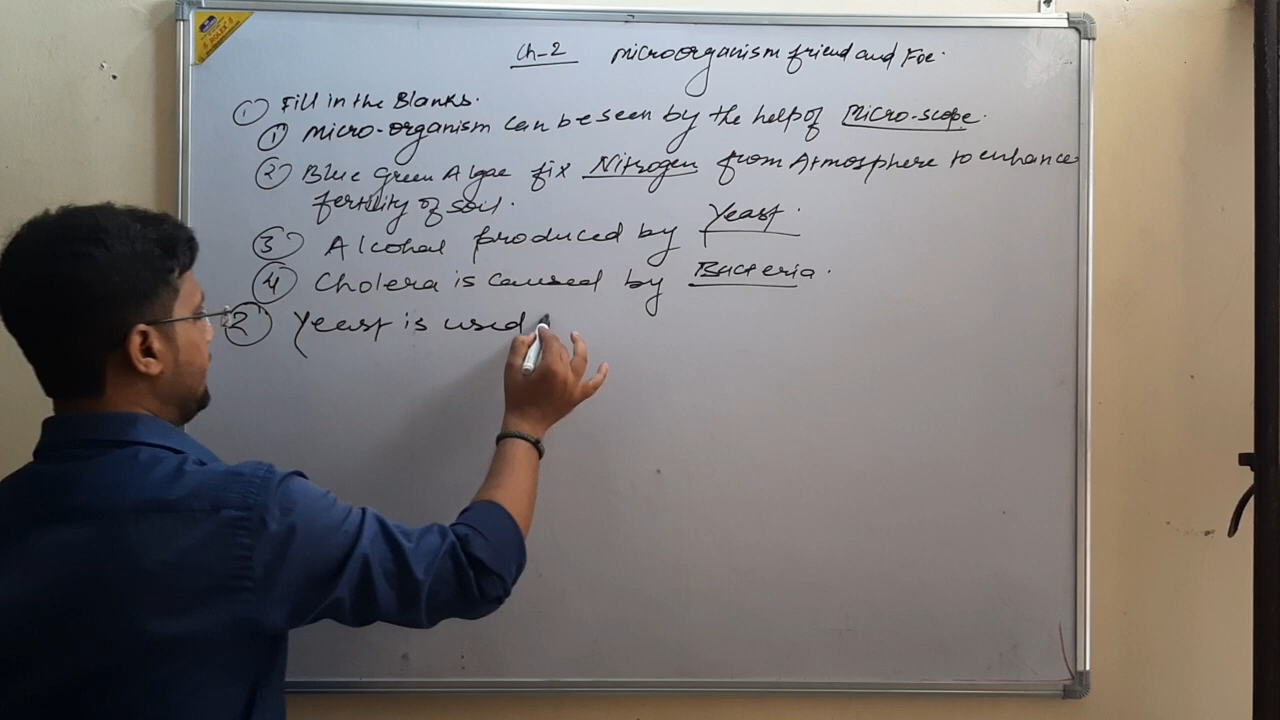 Ch-2 Microorganism friend and Foe.
① Fill in the Blanks.
① Micro-organism can be seen by the help of Micro-scope.
② Blue Green Algae fix Nitrogen from Atmosphere to enhance
fertility of soil.
③ Alcohal produced by Yeast.
④ Cholera is caused by Bacteria.
② Yeast is used